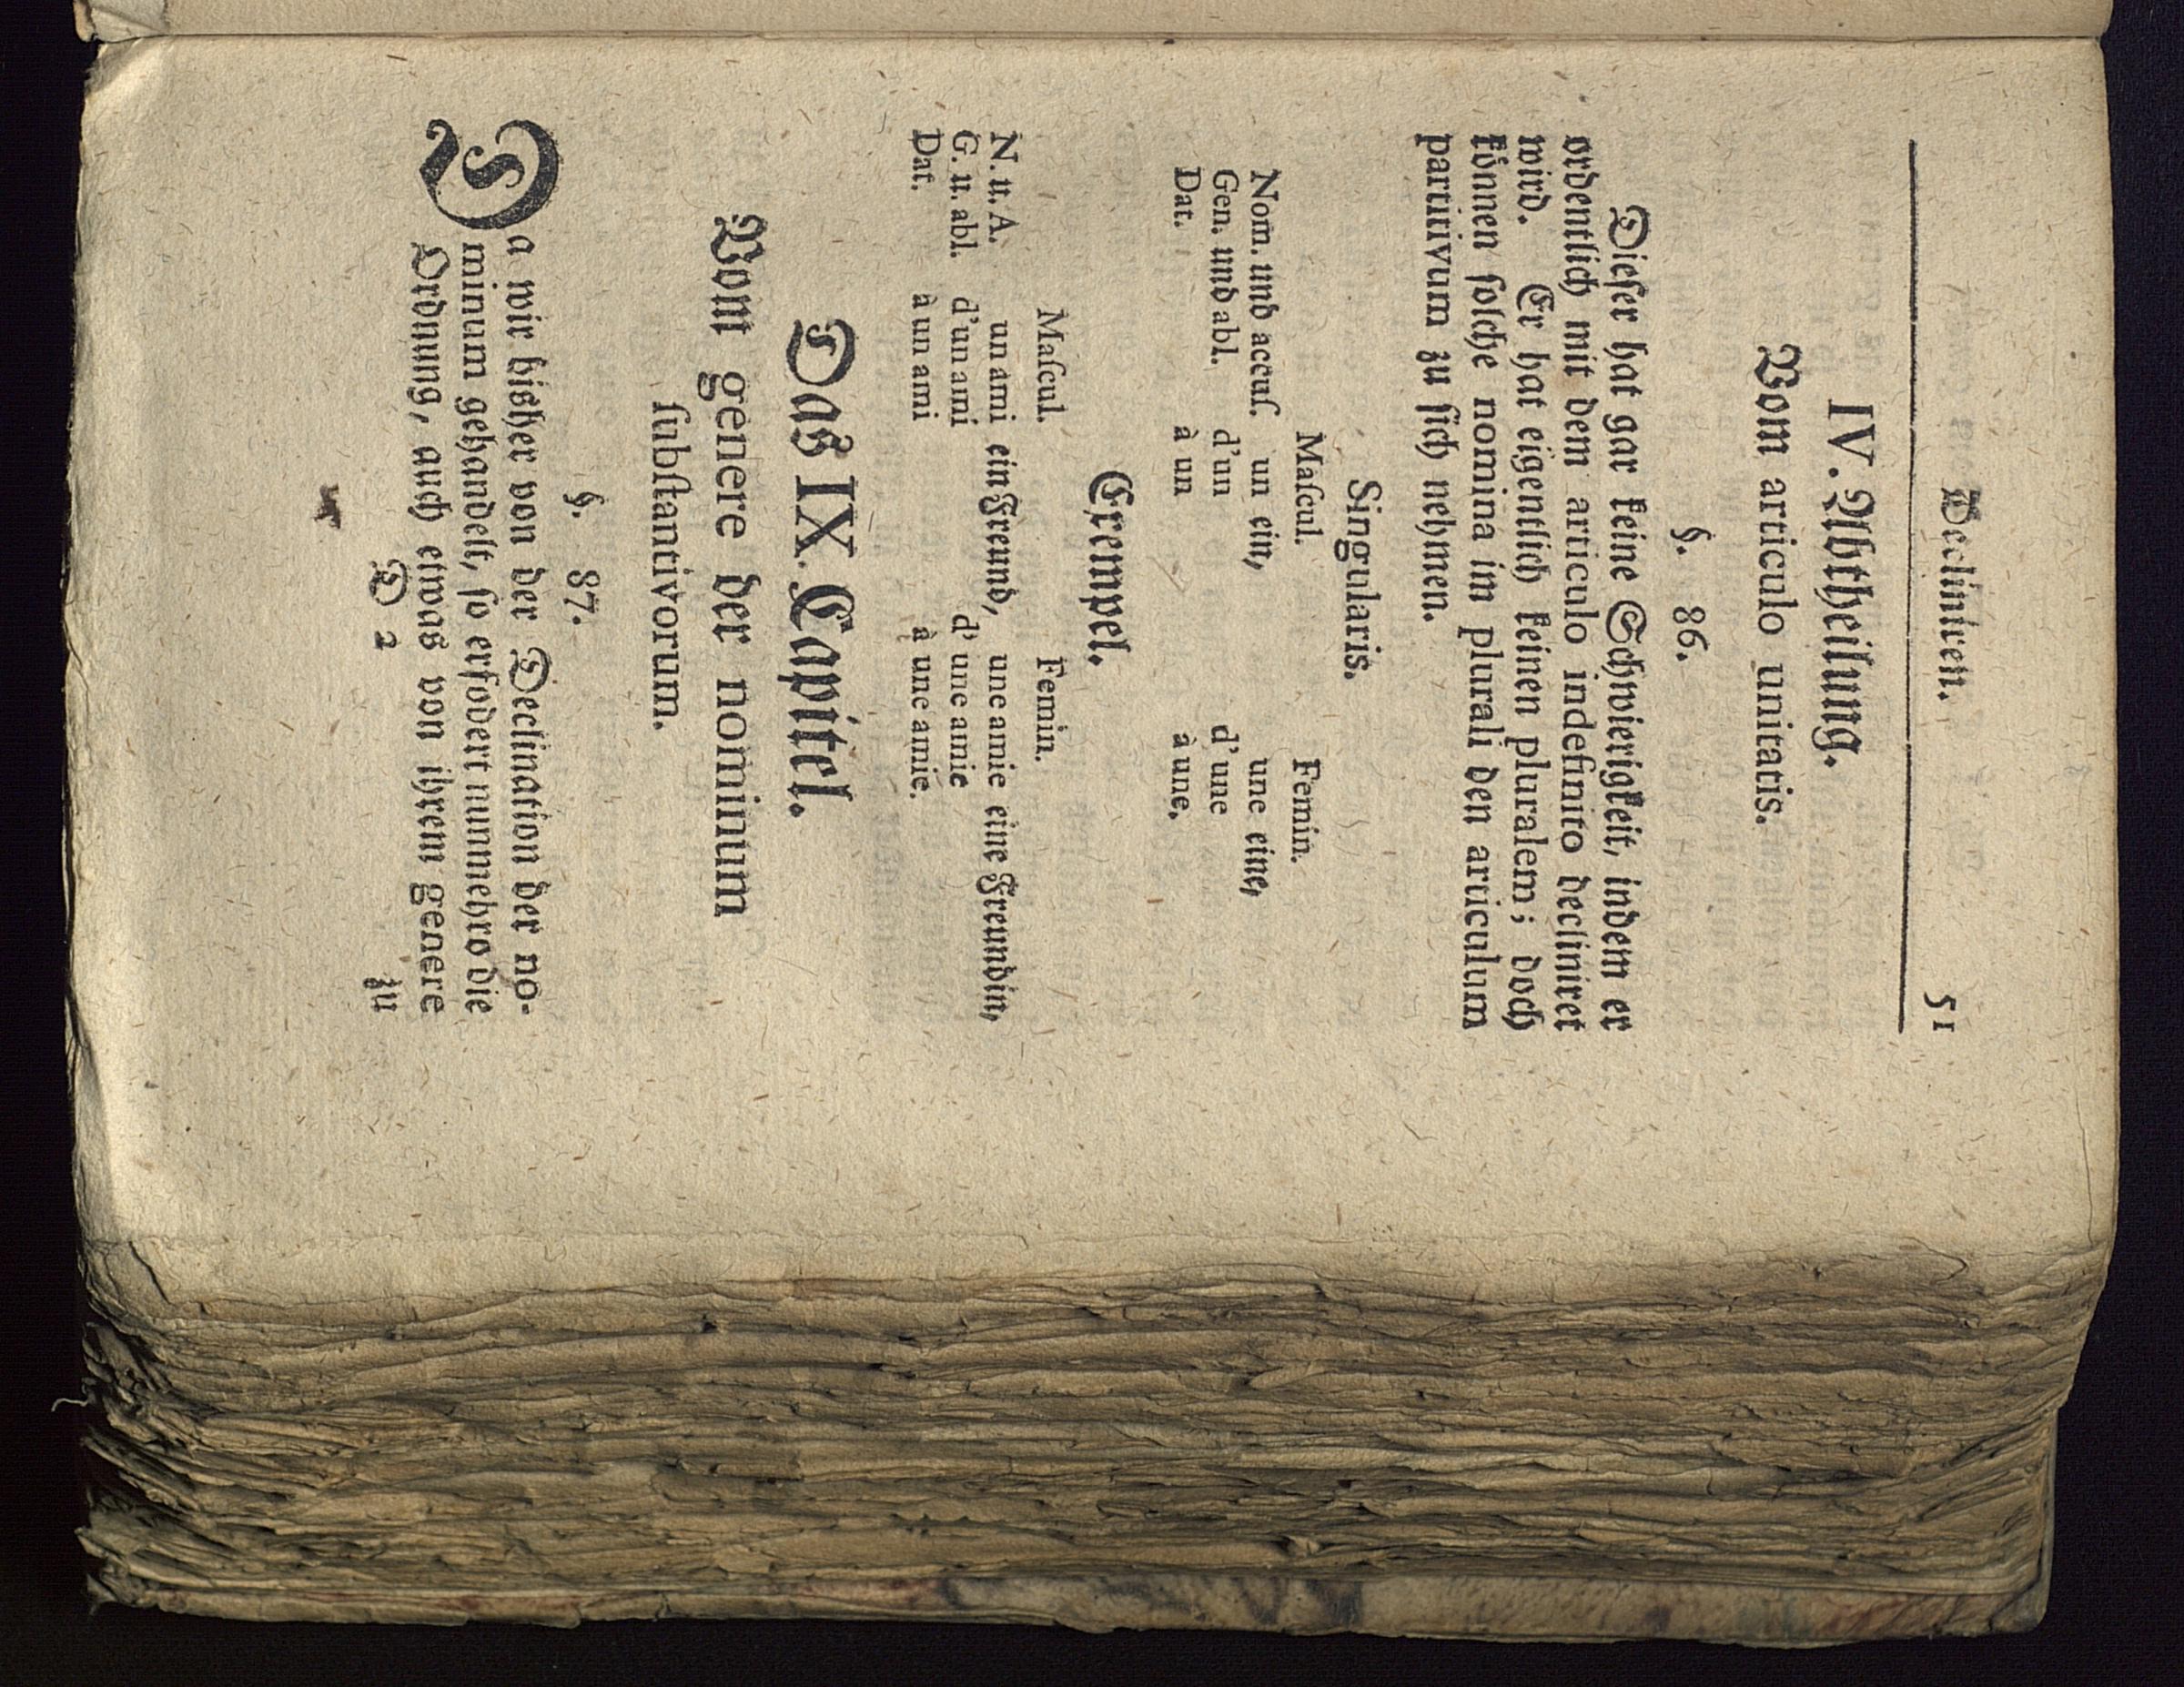 Decliniren. 51
IV. Abtheilung.
Vom articulo unitatis.
§. 86.
Dieſer hat gar keine Schwierigkeit, indem er
ordentlich mit dem articulo indefinito decliniret
wird. Er hat eigentlich keinen pluralem; doch
können ſolche nomina im plurali den articulum
partitivum zu ſich nehmen.
Singularis.
Maſcul. Femin.
Nom. und accuſ. un ein, une eine,
Gen. und abl. d'un d'une
Dat. à un à une.
Exempel.
Maſcul. Femin.
N. u. A. un ami ein Freund, une amie eine Freundin,
G. u. abl. d'un ami d'une amie
Dat. à un ami à une amie.
Das IX. Capitel.
Vom genere der nominum
ſubſtantivorum.
§. 87.
Da wir bisher von der Declination der no-
minum gehandelt, ſo erfodert nunmehro die
Ordnung, auch etwas von ihrem genere
D 2 zu